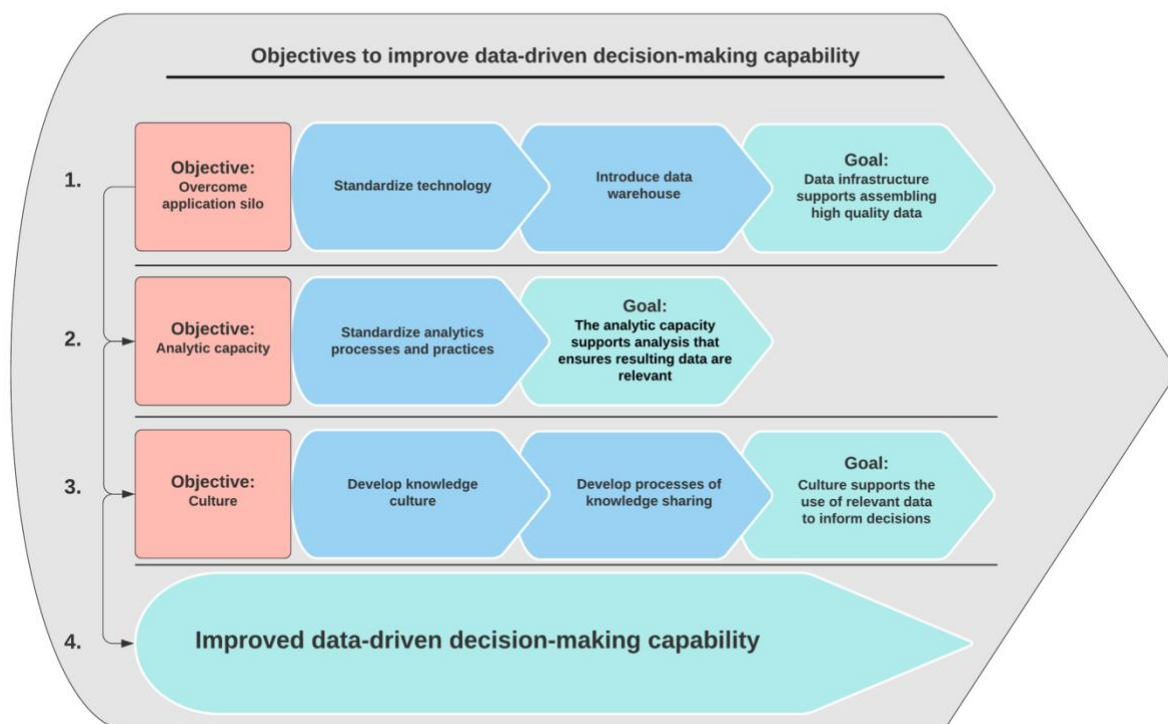 Objectives to improve data-driven decision-making capability
1.
Objective:
Overcome
application silo
Standardize technology
Introduce data
warehouse
Goal:
Data infrastructure
supports assembling
high quality data
2.
Objective:
Analytic capacity
Standardize analytics
processes and practices
Goal:
The analytic capacity
supports analysis that
ensures resulting data are
relevant
3.
Objective:
Culture
Develop knowledge
culture
Develop processes of
knowledge sharing
Goal:
Culture supports the
use of relevant data
to inform decisions
4.
Improved data-driven decision-making capability